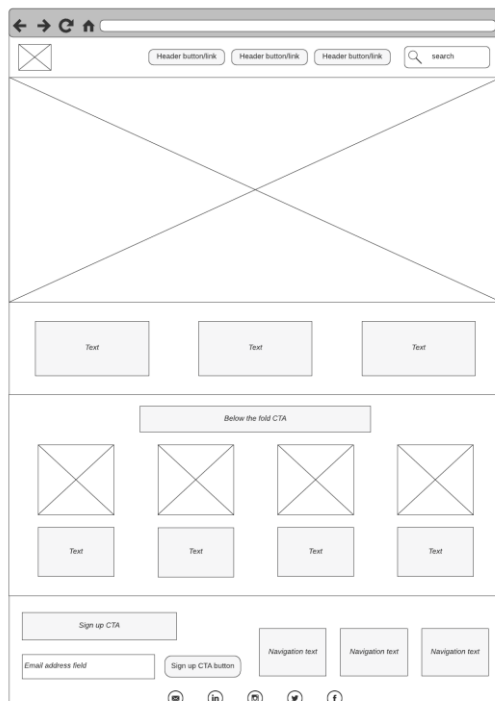 Header button/link
Header button/link
Header button/link
search
Text
Text
Text
Below the fold CTA
Text
Text
Text
Text
Sign up CTA
Email address field
Sign up CTA button
Navigation text
Navigation text
Navigation text
in
f